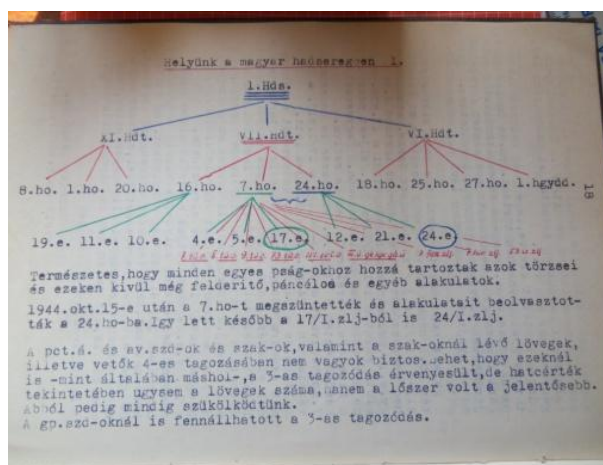 Helyünk a magyar hadseregben 1.
1.Hds.
XI.Hdt. VII.Hdt. VI.Hdt.
8.ho. 1.ho. 20.ho. 16.ho. 7.ho. 24.ho. 18.ho. 25.ho. 27.ho. 1.hgydd.
18
19.e. 11.e. 10.e. 4.e. 5.e. 17.e. 12.e. 21.e. 24.e.
Természetes,hogy minden egyes pság-okhoz hozzá tartoztak azok törzsei
és ezeken kivül még felderitő,páncélos és egyéb alakulatok.
1944.okt.15-e után a 7.ho-t megszüntették és alakulatait beolvasztot-
ták a 24.ho-ba.Igy lett később a 17/I.zlj-ból is 24/I.zlj.
A pct.á. és av.szd-ok és szak-ok,valamint a szak-oknál lévő lövegek,
illetve vetők 4-es tagozásában nem vagyok biztos.Lehet,hogy ezeknál
is -mint általában máshol-,a 3-as tagozódás érvenyesült,de hatcérték
tekintetében ugysem a lövegek száma,hanem a lőszer volt a jelentősebb.
Abból pedig mindig szükölködtünk.
A gp.szd-oknál is fennállhatott a 3-as tagozódás.